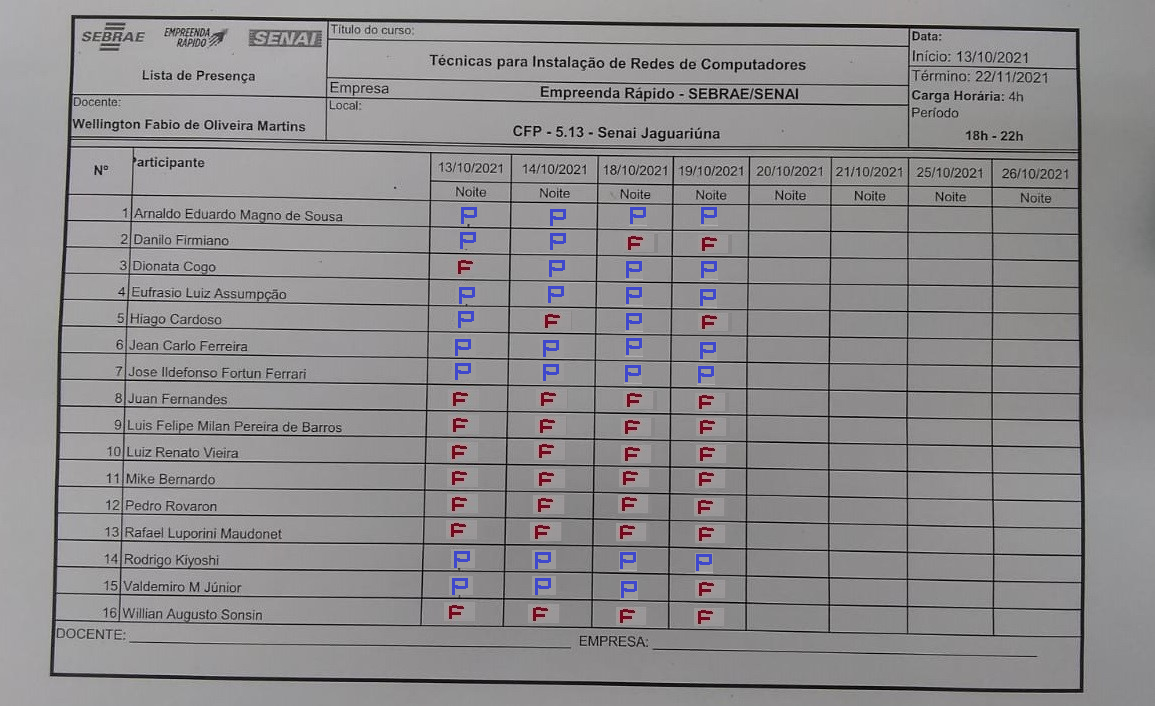 SEBRAE EMPREENDA RÁPIDO SENAI
Lista de Presença
Título do curso:
Técnicas para Instalação de Redes de Computadores
Data:
Início: 13/10/2021
Término: 22/11/2021
Carga Horária: 4h
Período
18h - 22h
Empresa Empreenda Rápido - SEBRAE/SENAI
Docente:
Wellington Fabio de Oliveira Martins
Local:
CFP - 5.13 - Senai Jaguariúna
Nº Participante 13/10/2021 14/10/2021 18/10/2021 19/10/2021 20/10/2021 21/10/2021 25/10/2021 26/10/2021
Noite Noite Noite Noite Noite Noite Noite Noite
1 Arnaldo Eduardo Magno de Sousa P P P P
2 Danilo Firmiano P P F F
3 Dionata Cogo F P P P
4 Eufrasio Luiz Assumpção P P P P
5 Hiago Cardoso P F P F
6 Jean Carlo Ferreira P P P P
7 Jose Ildefonso Fortun Ferrari P P P P
8 Juan Fernandes F F F F
9 Luis Felipe Milan Pereira de Barros F F F F
10 Luiz Renato Vieira F F F F
11 Mike Bernardo F F F F
12 Pedro Rovaron F F F F
13 Rafael Luporini Maudonet F F F F
14 Rodrigo Kiyoshi P P P P
15 Valdemiro M Júnior P P P F
16 Willian Augusto Sonsin F F F F
DOCENTE: EMPRESA: